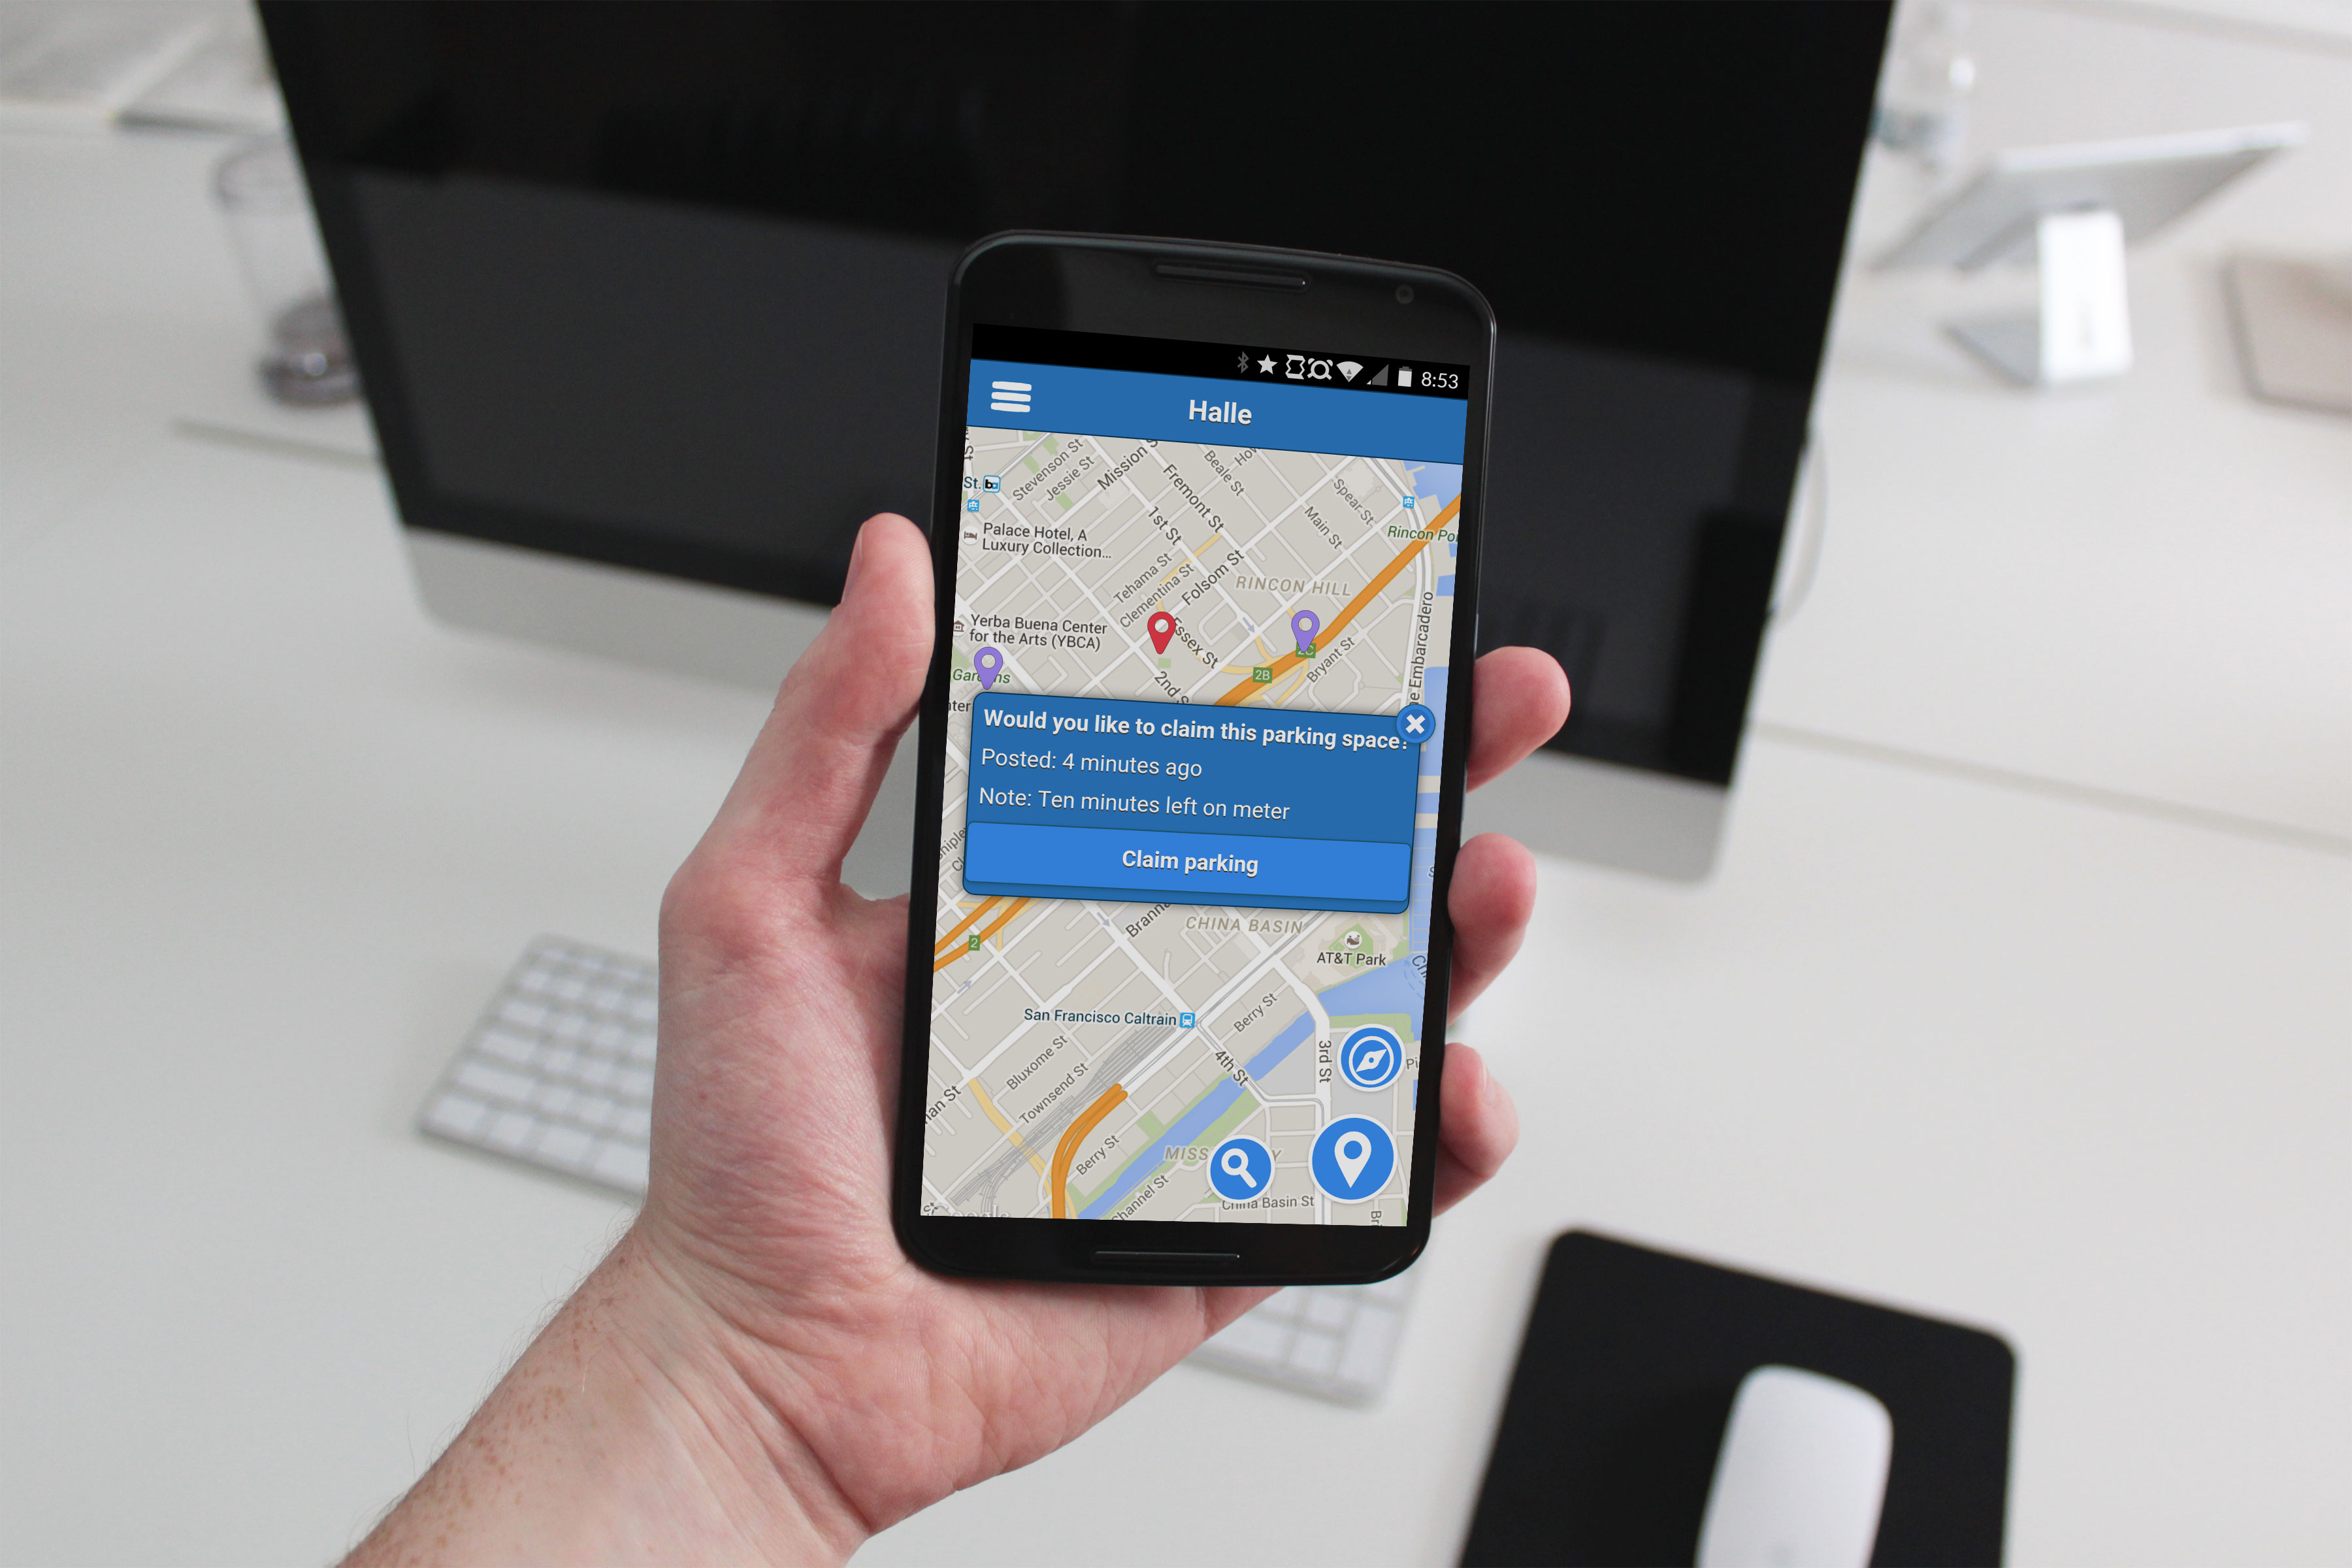 8:53
Halle
Stevenson St
Jessie St
Mission
Beale St
Fremont St
1st St
Spear St
Main St
St.
Palace Hotel, A
Luxury Collection...
Rincon
Tehama St
Clementina St
Folsom St
RINCON HILL
Yerba Buena Center
for the Arts (YBCA)
Essex St
Embarcadero
2C
2B
Bryant St
2nd
Would you like to claim this parking space?
Posted: 4 minutes ago
Note: Ten minutes left on meter
Claim parking
2
CHINA BASIN
AT&T Park
San Francisco Caltrain
Berry St
Bluxome St
Townsend St
4th St
3rd St
Berry St
China Basin St